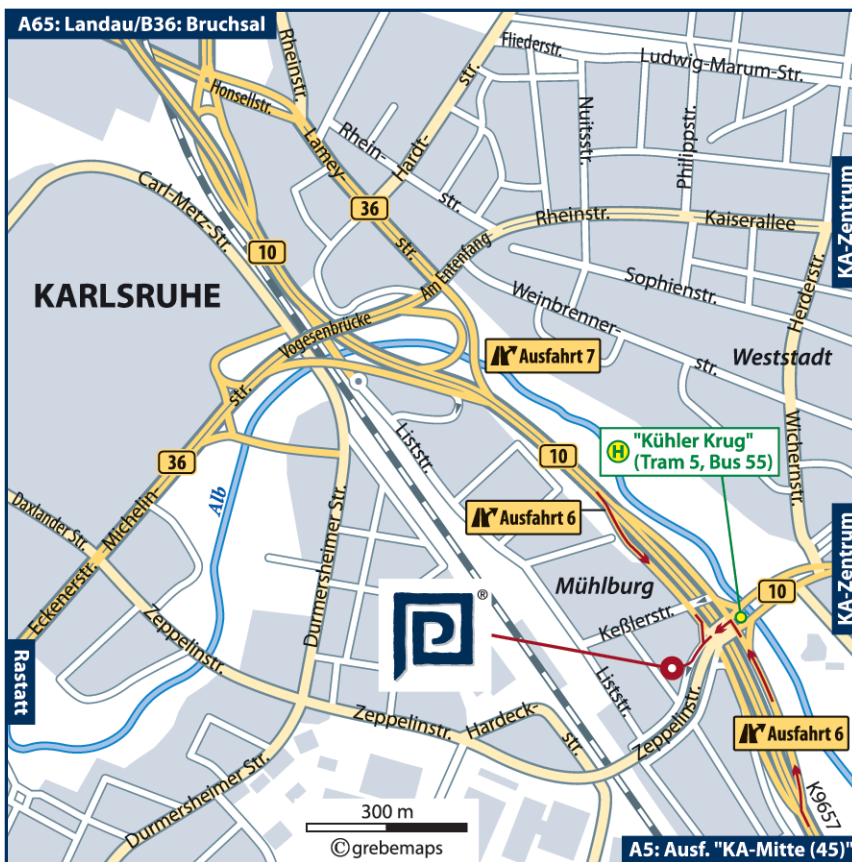 A65: Landau/B36: Bruchsal
Rheinstr.
Fliederstr.
Ludwig-Marum-Str.
Honsellstr.
Lamey-
str.
Rhein-
str.
Hardt-
str.
Nuitsstr.
Philippstr.
KA-Zentrum
Carl-Metz-Str.
36
10
Rheinstr.
Kaiserallee
Am Entenfang
Sophienstr.
Herderstr.
KARLSRUHE
Weinbrenner-
str.
Vogesenbrücke
Ausfahrt 7
Weststadt
Michelin-
str.
Liststr.
10
"Kühler Krug"
(Tram 5, Bus 55)
H
Wichernstr.
36
Alb
Daxlander Str.
Ausfahrt 6
Durmersheimer Str.
Eckenerstr.
Mühlburg
10
KA-Zentrum
Zeppelinstr.
Keßlerstr.
®
Rastatt
Liststr.
Zeppelinstr.
Zeppelinstr.
Hardeck-
str.
Ausfahrt 6
Durmersheimer Str.
K9657
300 m
©grebemaps
A5: Ausf. "KA-Mitte (45)"